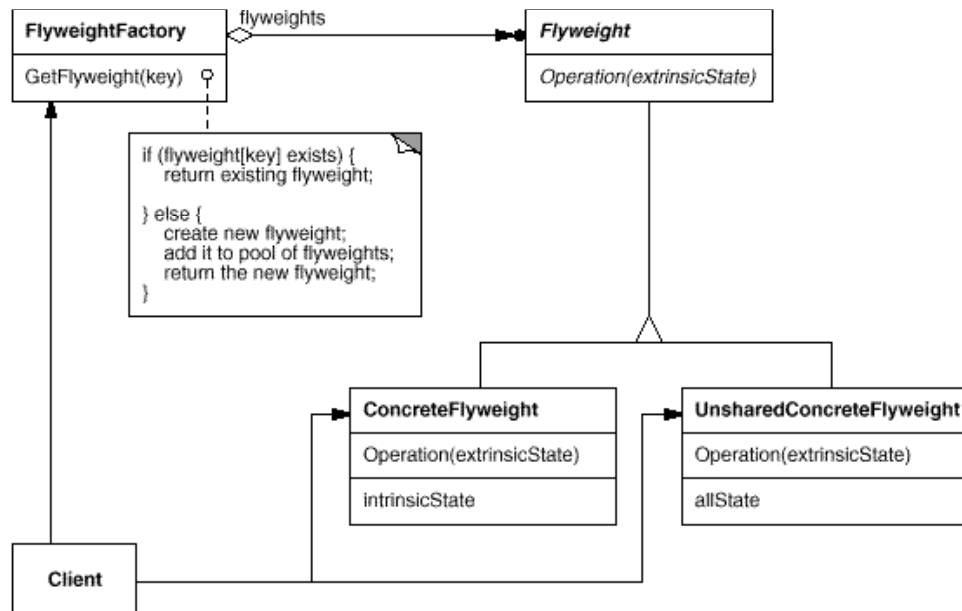 FlyweightFactory
flyweights
Flyweight
GetFlyweight(key)
Operation(extrinsicState)
if (flyweight[key] exists) {
return existing flyweight;
} else {
create new flyweight;
add it to pool of flyweights;
return the new flyweight;
}
ConcreteFlyweight
Operation(extrinsicState)
intrinsicState
UnsharedConcreteFlyweight
Operation(extrinsicState)
allState
Client